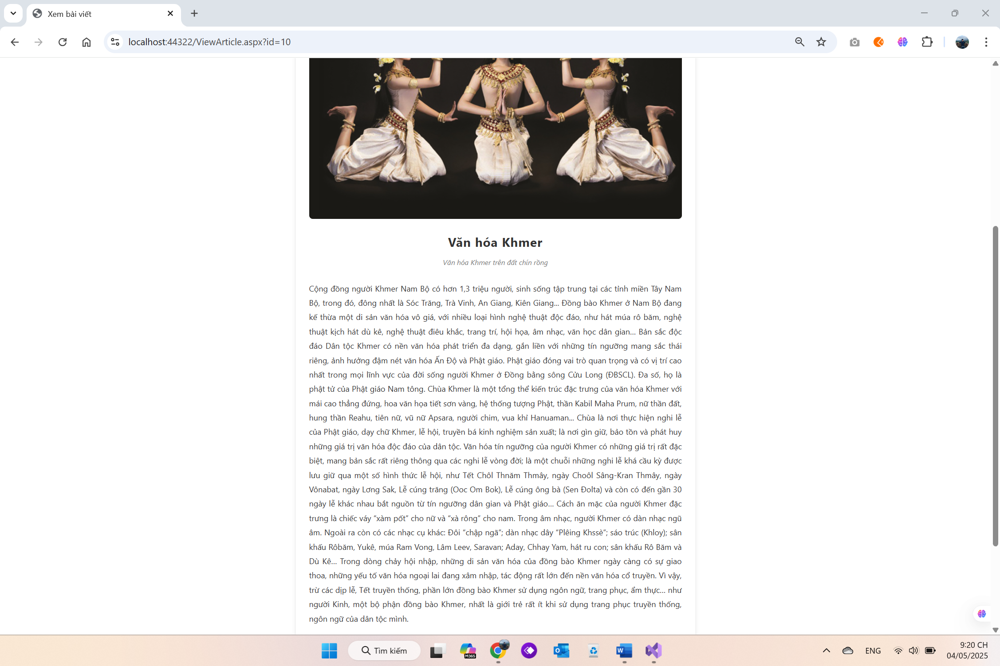 Xem bài viết
localhost:44322/ViewArticle.aspx?id=10
Văn hóa Khmer
Văn hóa Khmer trên đất chín rồng
Cộng đồng người Khmer Nam Bộ có hơn 1,3 triệu người, sinh sống tập trung tại các tỉnh miền Tây Nam
Bộ, trong đó, đông nhất là Sóc Trăng, Trà Vinh, An Giang, Kiên Giang... Đồng bào Khmer ở Nam Bộ đang
kế thừa một di sản văn hóa vô giá, với nhiều loại hình nghệ thuật độc đáo, như hát múa rô băm, nghệ
thuật kịch hát dù kê, nghệ thuật điêu khắc, trang trí, hội họa, âm nhạc, văn học dân gian... Bản sắc độc
đáo Dân tộc Khmer có nền văn hóa phát triển đa dạng, gắn liền với những tín ngưỡng mang sắc thái
riêng, ảnh hưởng đậm nét văn hóa Ấn Độ và Phật giáo. Phật giáo đóng vai trò quan trọng và có vị trí cao
nhất trong mọi lĩnh vực của đời sống người Khmer ở Đồng bằng sông Cửu Long (ĐBSCL). Đa số, họ là
phật tử của Phật giáo Nam tông. Chùa Khmer là một tổng thể kiến trúc đặc trưng của văn hóa Khmer với
mái cao thẳng đứng, hoa văn họa tiết sơn vàng, hệ thống tượng Phật, thần Kabil Maha Prum, nữ thần đất,
hung thần Reahu, tiên nữ, vũ nữ Apsara, người chim, vua khỉ Hanuaman... Chùa là nơi thực hiện nghi lễ
của Phật giáo, dạy chữ Khmer, lễ hội, truyền bá kinh nghiệm sản xuất; là nơi gìn giữ, bảo tồn và phát huy
những giá trị văn hóa độc đáo của dân tộc. Văn hóa tín ngưỡng của người Khmer có những giá trị rất đặc
biệt, mang bản sắc rất riêng thông qua các nghi lễ vòng đời; là một chuỗi những nghi lễ khá cầu kỳ được
lưu giữ qua một số hình thức lễ hội, như Tết Chôl Thnăm Thmây, ngày Choôl Sâng-Kran Thmây, ngày
Vônabat, ngày Lơng Sak, Lễ cúng trăng (Ooc Om Bok), Lễ cúng ông bà (Sen Đolta) và còn có đến gần 30
ngày lễ khác nhau bắt nguồn từ tín ngưỡng dân gian và Phật giáo... Cách ăn mặc của người Khmer đặc
trưng là chiếc váy “xàm pốt” cho nữ và “xà rông” cho nam. Trong âm nhạc, người Khmer có dàn nhạc ngũ
âm. Ngoài ra còn có các nhạc cụ khác: Đôi “chập ngã”; dàn nhạc dây “Plêing Khssè”; sáo trúc (Khloy); sân
khấu Rôbăm, Yukê, múa Ram Vong, Lâm Leev, Saravan; Aday, Chhay Yam, hát ru con; sân khấu Rô Băm và
Dù Kê... Trong dòng chảy hội nhập, những di sản văn hóa của đồng bào Khmer ngày càng có sự giao
thoa, những yếu tố văn hóa ngoại lai đang xâm nhập, tác động rất lớn đến nền văn hóa cổ truyền. Vì vậy,
trừ các dịp lễ, Tết truyền thống, phần lớn đồng bào Khmer sử dụng ngôn ngữ, trang phục, ẩm thực... như
người Kinh, một bộ phận đồng bào Khmer, nhất là giới trẻ rất ít khi sử dụng trang phục truyền thống,
ngôn ngữ của dân tộc mình.
Tìm kiếm
M365
ENG
9:20 CH
04/05/2025